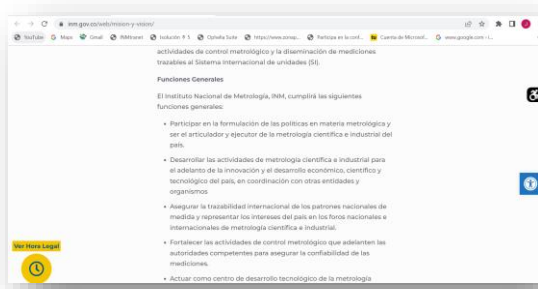 inm.gov.co/web/mision-y-vision/
YouTube Maps Gmail INMtranet Isolución Ophelia Suite Participa en la conf... Cuenta de Microsof... www.google.com
actividades de control metrológico y la diseminación de mediciones
trazables al Sistema Internacional de unidades (SI).
Funciones Generales
El Instituto Nacional de Metrología, INM, cumplirá las siguientes
funciones generales:
• Participar en la formulación de las políticas en materia metrológica y
ser el articulador y ejecutor de la metrología científica e industrial del
país.
• Desarrollar las actividades de metrología científica e industrial para
el adelanto de la innovación y el desarrollo económico, científico y
tecnológico del país, en coordinación con otras entidades y
organismos
• Asegurar la trazabilidad internacional de los patrones nacionales de
medida y representar los intereses del país en los foros nacionales e
internacionales de metrología científica e industrial.
• Fortalecer las actividades de control metrológico que adelanten las
autoridades competentes para asegurar la confiabilidad de las
mediciones.
• Actuar como centro de desarrollo tecnológico de la metrología
Ver Hora Legal